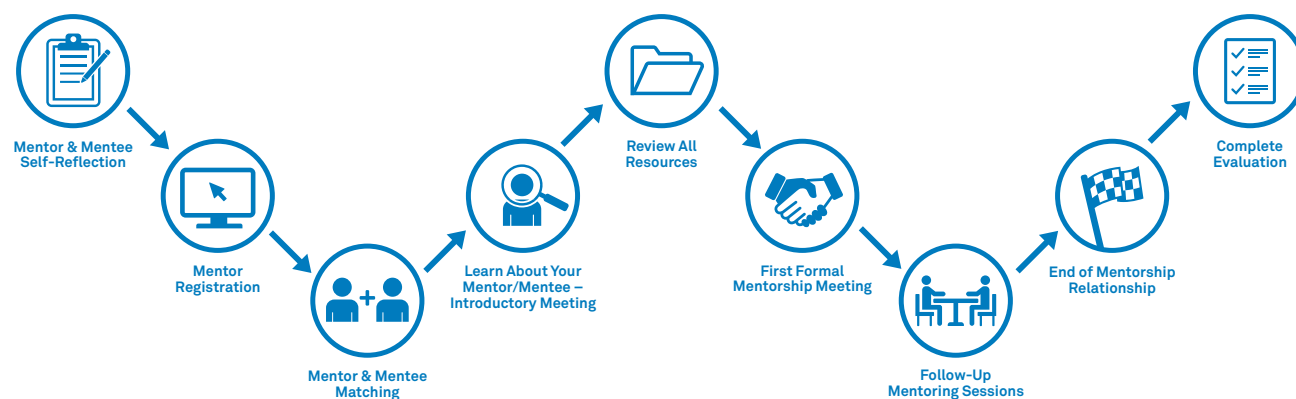 Mentor & Mentee
Self-Reflection
Mentor
Registration
Mentor & Mentee
Matching
Learn About Your
Mentor/Mentee –
Introductory Meeting
Review All
Resources
First Formal
Mentorship Meeting
Follow-Up
Mentoring Sessions
End of Mentorship
Relationship
Complete
Evaluation